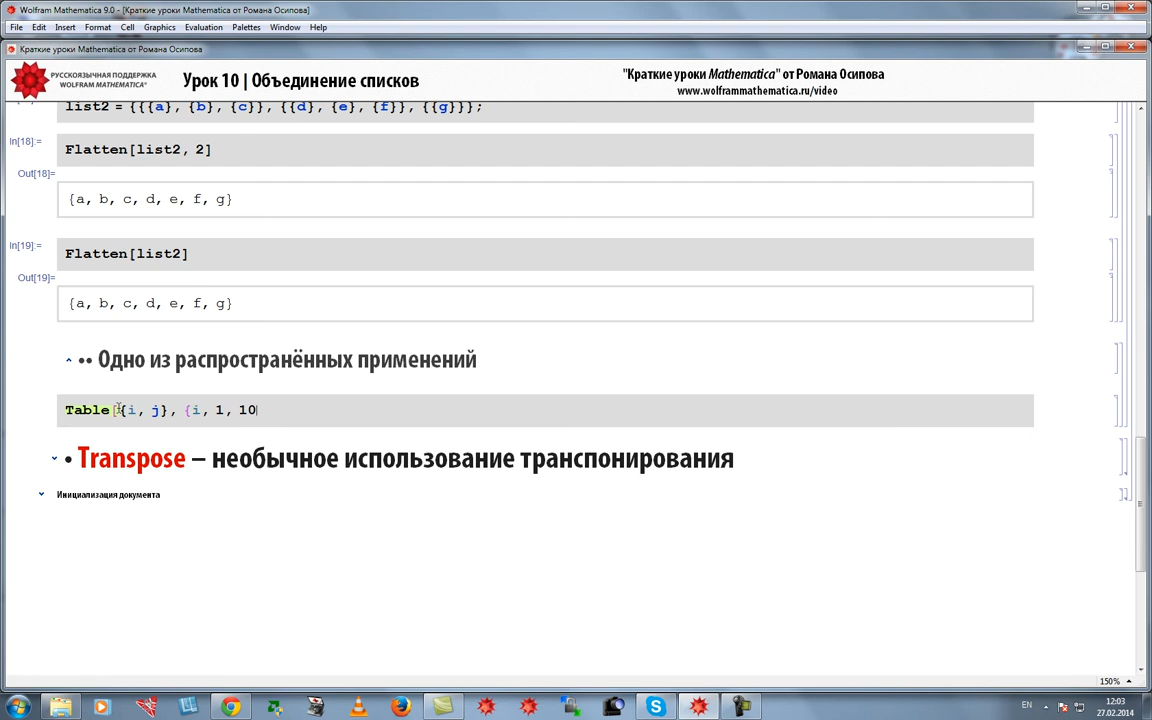 Wolfram Mathematica 9.0 - [Краткие уроки Mathematica от Романа Осипова]
File Edit Insert Format Cell Graphics Evaluation Palettes Window Help
Краткие уроки Mathematica от Романа Осипова
РУССКОЯЗЫЧНАЯ ПОДДЕРЖКА
WOLFRAM MATHEMATICA®
Урок 10 | Объединение списков
"Краткие уроки Mathematica" от Романа Осипова
www.wolframmathematica.ru/video
list2 = {{{a}, {b}, {c}}, {{d}, {e}, {f}}, {{g}}};
In[18]:=
Flatten[list2, 2]
Out[18]=
{a, b, c, d, e, f, g}
In[19]:=
Flatten[list2]
Out[19]=
{a, b, c, d, e, f, g}
•• Одно из распространённых применений
Table[{i, j}, {i, 1, 10
• Transpose – необычное использование транспонирования
Инициализация документа
150%
EN
12:03
27.02.2014